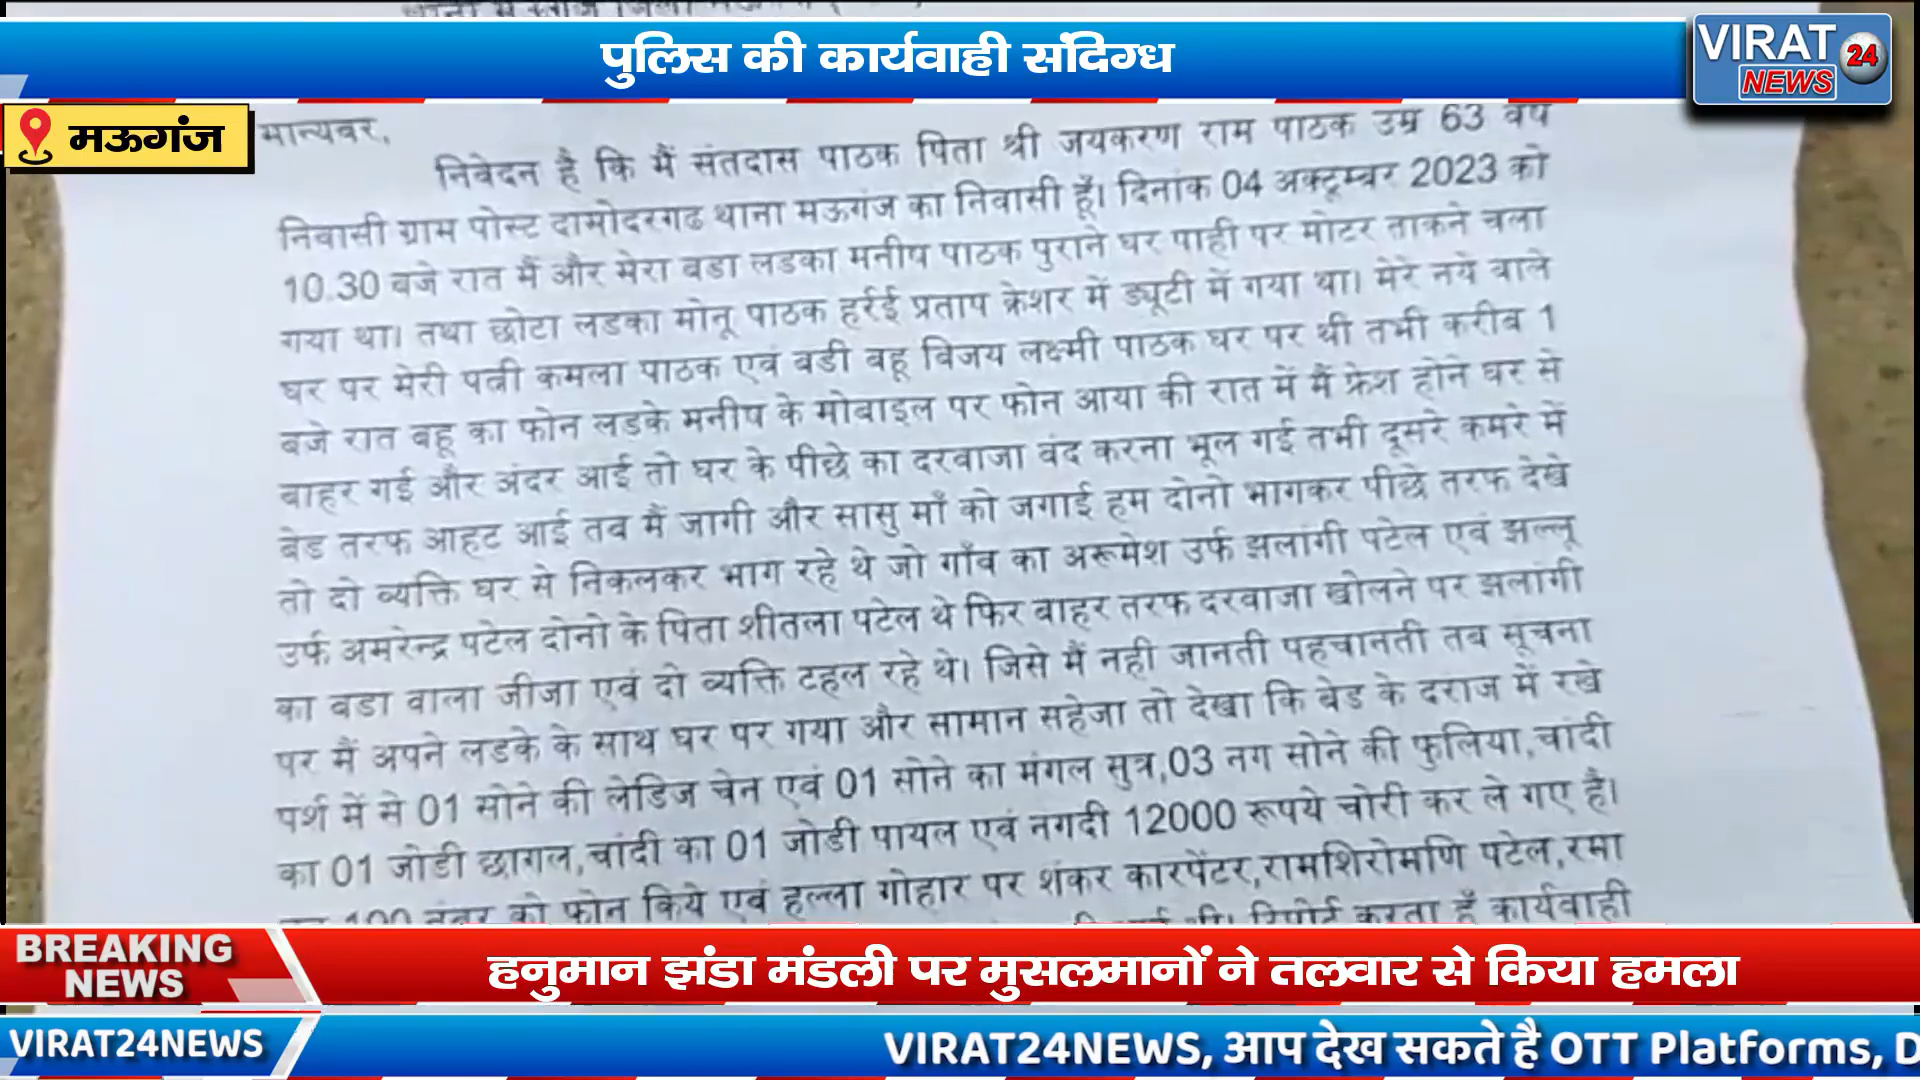 पुलिस की कार्यवाही संदिग्ध
VIRAT 24
NEWS
मऊगंज
मान्यवर,
निवेदन है कि मैं संतदास पाठक पिता श्री जयकरण राम पाठक उम्र 63 वर्ष
निवासी ग्राम पोस्ट दामोदरगढ थाना मऊगंज का निवासी हूँ। दिनांक 04 अक्टूम्बर 2023 को
10.30 बजे रात मैं और मेरा बडा लडका मनीष पाठक पुराने घर पाही पर मोटर ताकने चला
गया था। तथा छोटा लडका मोनू पाठक हर्रई प्रताप क्रेशर में ड्यूटी में गया था। मेरे नये वाले
घर पर मेरी पत्नी कमला पाठक एवं बडी बहू विजय लक्ष्मी पाठक घर पर थी तभी करीब 1
बजे रात बहू का फोन लडके मनीष के मोबाइल पर फोन आया की रात में मैं फ्रेश होने घर से
बाहर गई और अंदर आई तो घर के पीछे का दरवाजा बंद करना भूल गई तभी दूसरे कमरे में
बेड तरफ आहट आई तब मैं जागी और सासु माँ को जगाई हम दोनो भागकर पीछे तरफ देखे
तो दो व्यक्ति घर से निकलकर भाग रहे थे जो गाँव का अरूमेश उर्फ झलांगी पटेल एवं झल्लू
उर्फ अमरेन्द्र पटेल दोनो के पिता शीतला पटेल थे फिर बाहर तरफ दरवाजा खोलने पर झलांगी
का बडा वाला जीजा एवं दो व्यक्ति टहल रहे थे। जिसे मैं नही जानती पहचानती तब सूचना
पर मैं अपने लडके के साथ घर पर गया और सामान सहेजा तो देखा कि बेड के दराज में रखे
पर्श में से 01 सोने की लेडिज चेन एवं 01 सोने का मंगल सुत्र,03 नग सोने की फुलिया,चांदी
का 01 जोडी छागल,चांदी का 01 जोडी पायल एवं नगदी 12000 रूपये चोरी कर ले गए है।
100 नंबर को फोन किये एवं हल्ला गोहार पर शंकर कारपेंटर,रामशिरोमणि पटेल,रमा
रिपोर्ट करता हूँ कार्यवाही
BREAKING
NEWS
हनुमान झंडा मंडली पर मुसलमानों ने तलवार से किया हमला
VIRAT24NEWS
VIRAT24NEWS, आप देख सकते है OTT Platforms, D